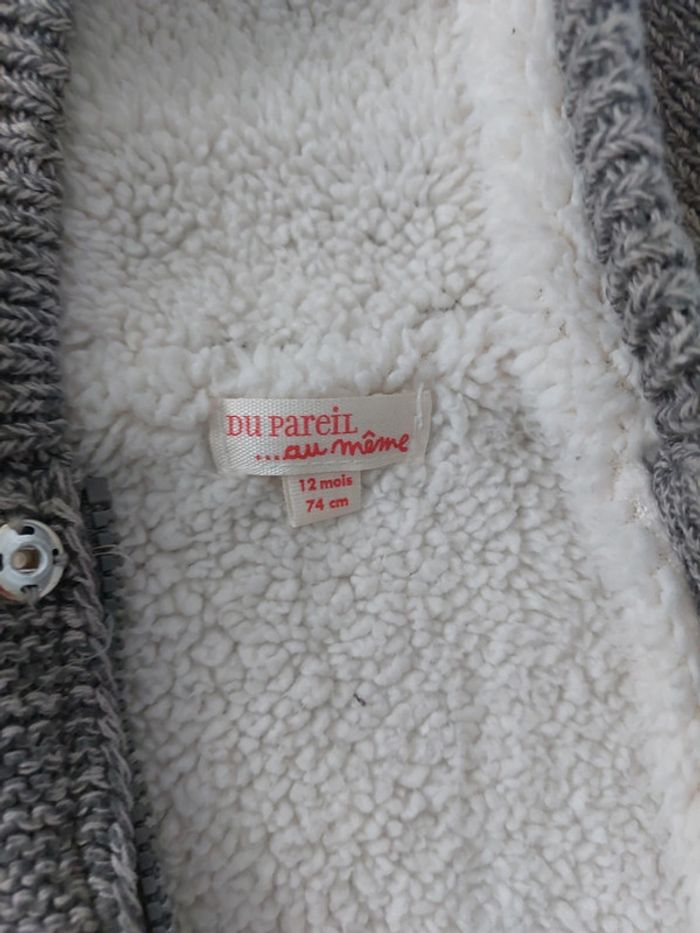 DU PareiL
...au même
12 mois
74 cm